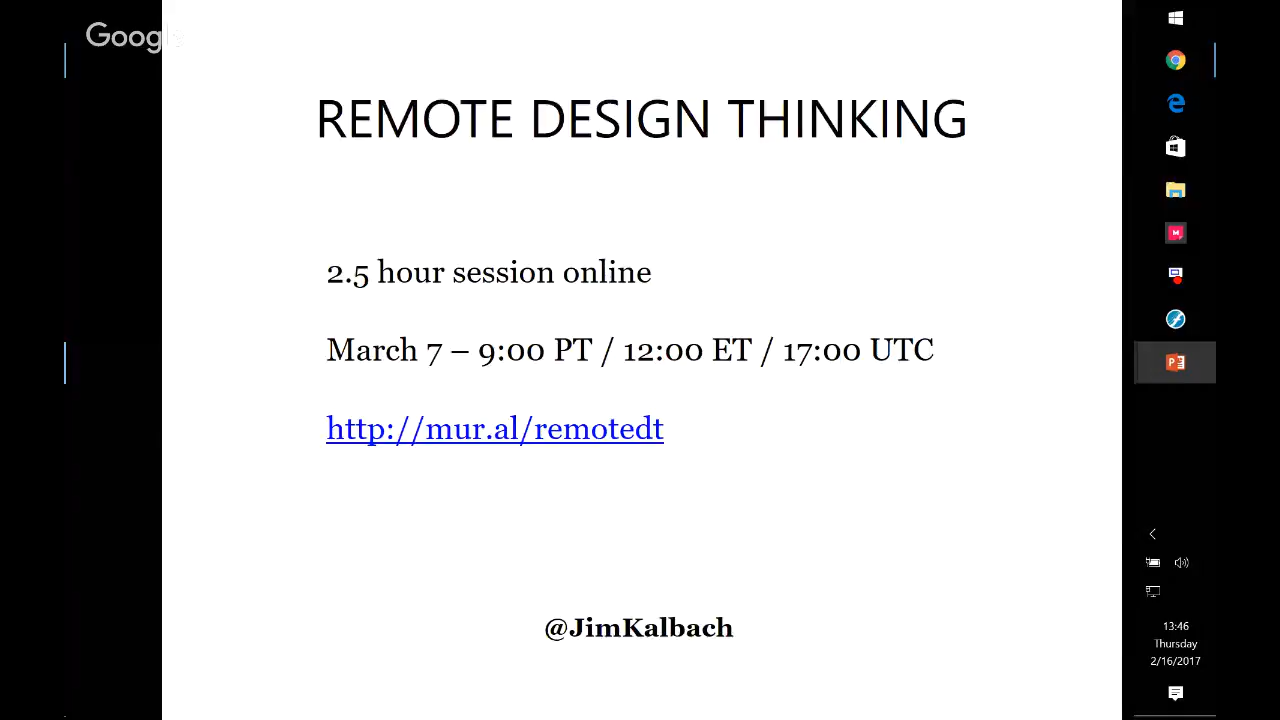 Google
REMOTE DESIGN THINKING
2.5 hour session online
March 7 – 9:00 PT / 12:00 ET / 17:00 UTC
http://mur.al/remotedt
@JimKalbach
13:46
Thursday
2/16/2017